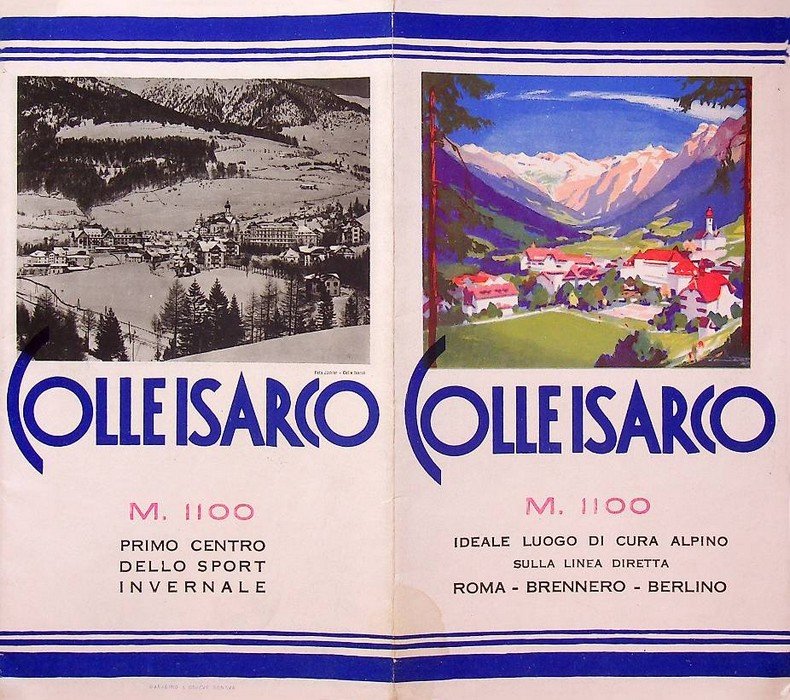 COLLE ISARCO
M. 1100
PRIMO CENTRO
DELLO SPORT
INVERNALE
COLLE ISARCO
M. 1100
IDEALE LUOGO DI CURA ALPINO
SULLA LINEA DIRETTA
ROMA - BRENNERO - BERLINO